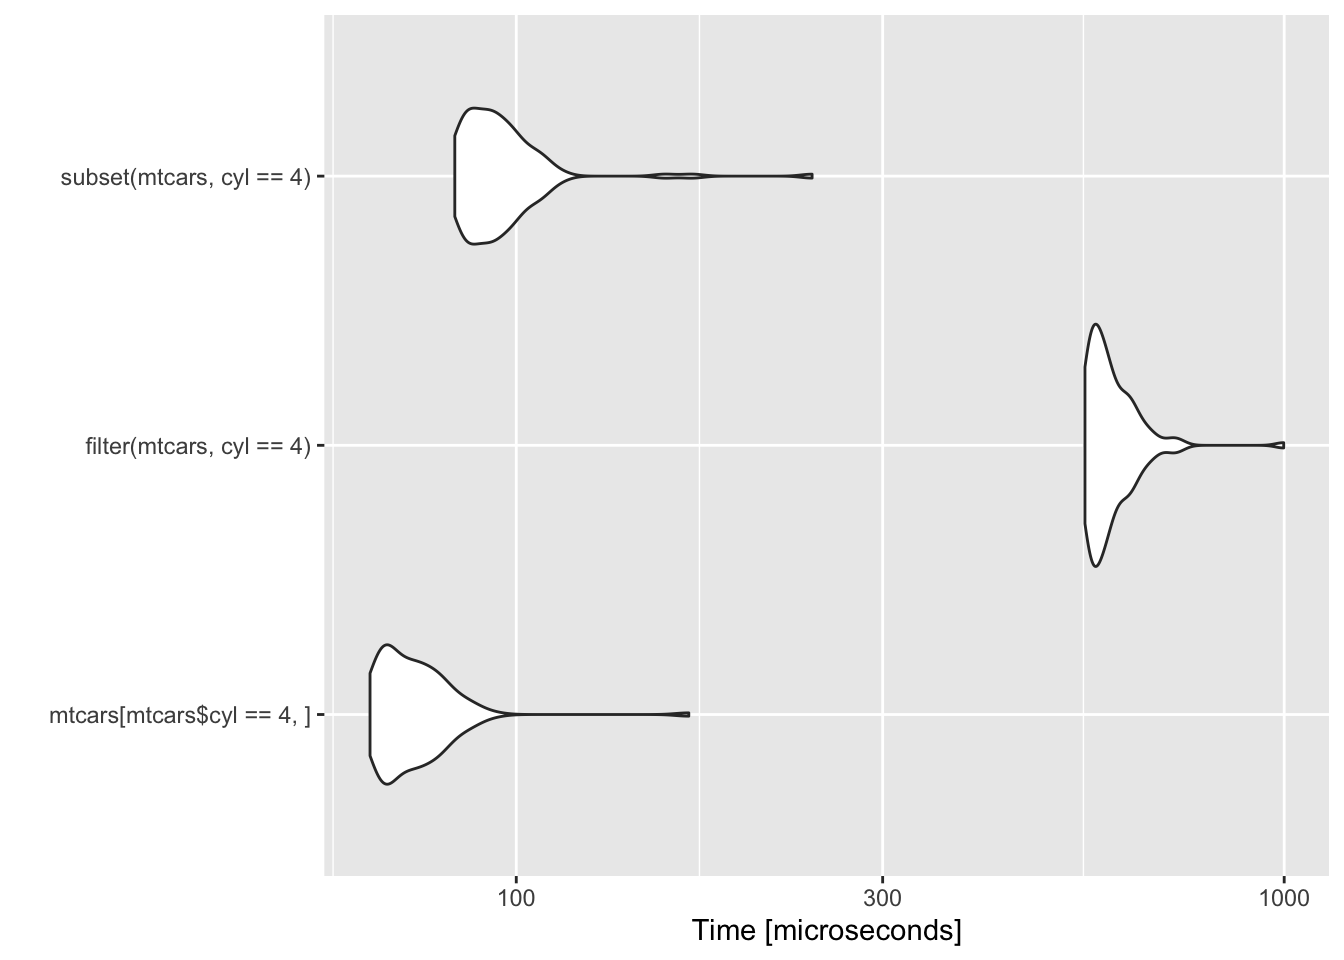 subset(mtcars, cyl == 4)
filter(mtcars, cyl == 4)
mtcars[mtcars$cyl == 4, ]
100 300 1000
Time [microseconds]